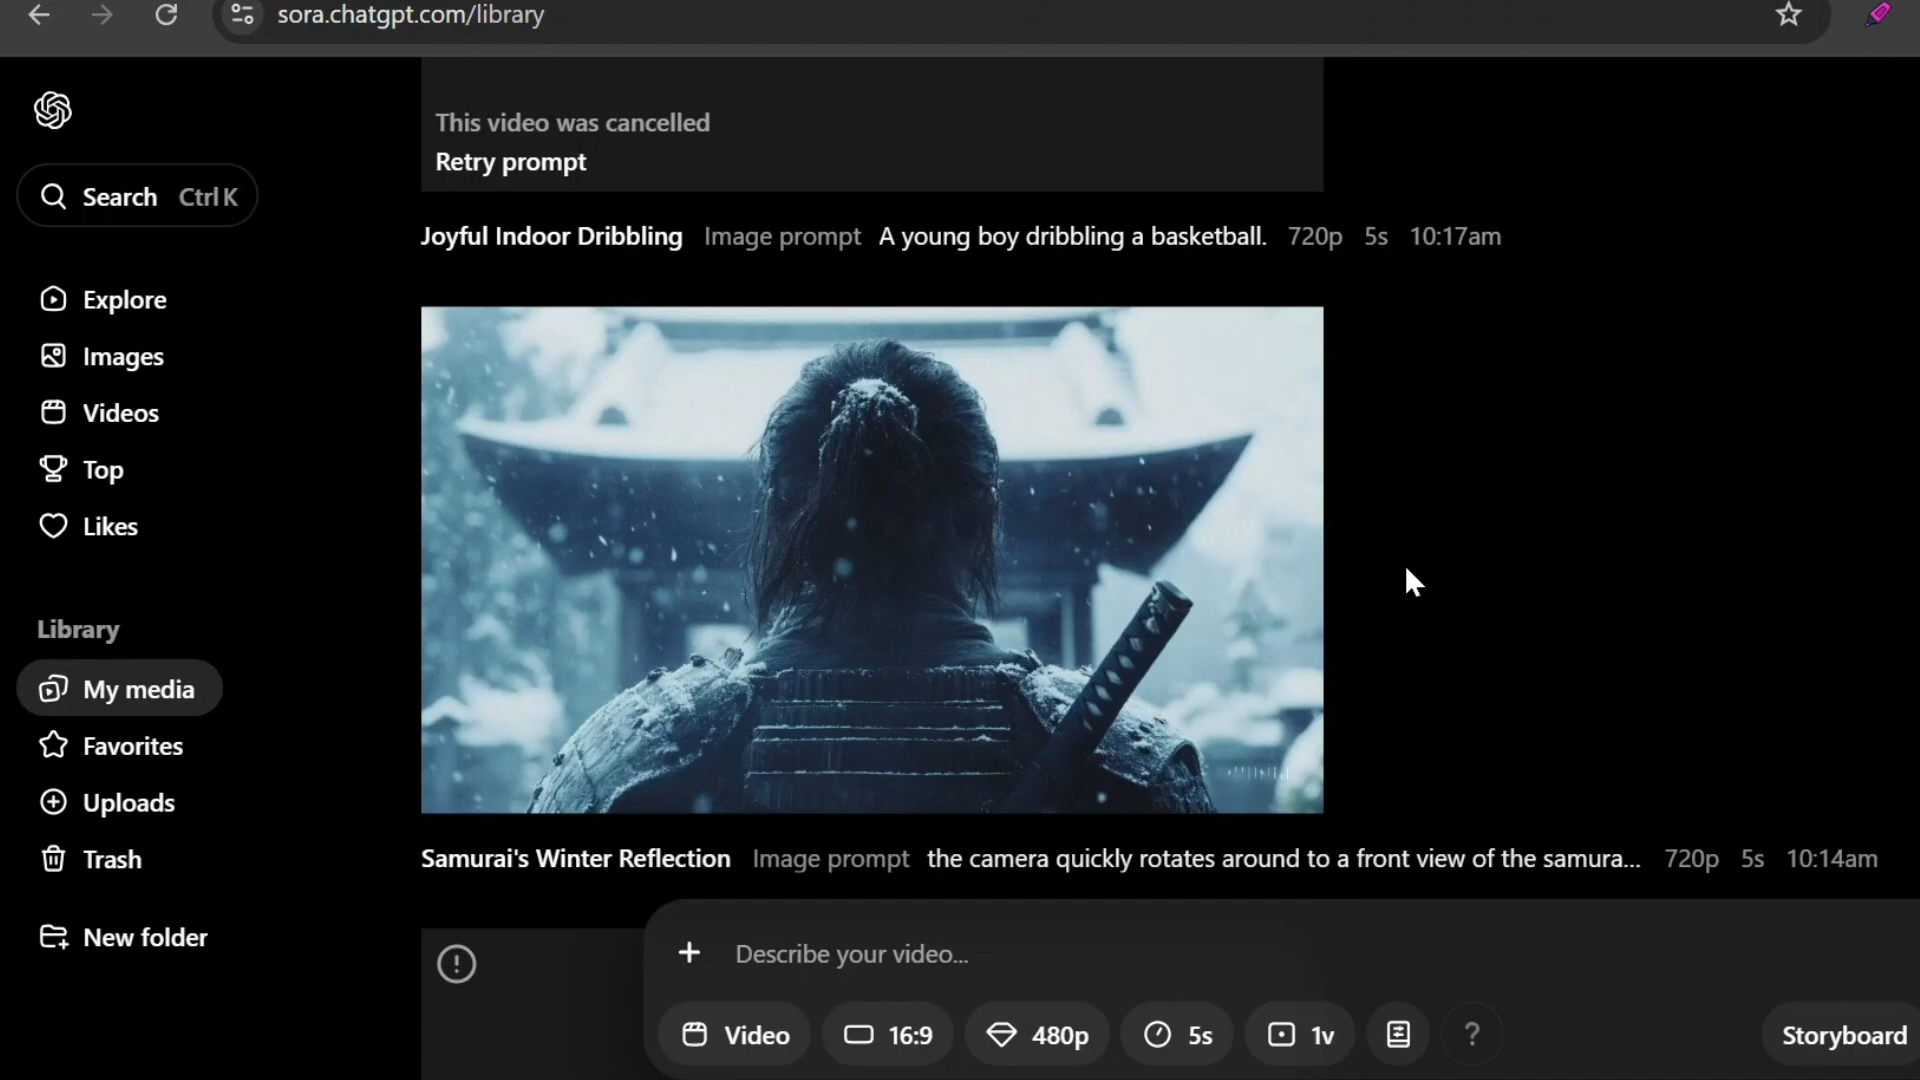 sora.chatgpt.com/library
Search Ctrl K
Explore
Images
Videos
Top
Likes
Library
My media
Favorites
Uploads
Trash
New folder
This video was cancelled
Retry prompt
Joyful Indoor Dribbling Image prompt A young boy dribbling a basketball. 720p 5s 10:17am
Samurai's Winter Reflection Image prompt the camera quickly rotates around to a front view of the samura... 720p 5s 10:14am
Describe your video...
Video 16:9 480p 5s 1v ? Storyboard